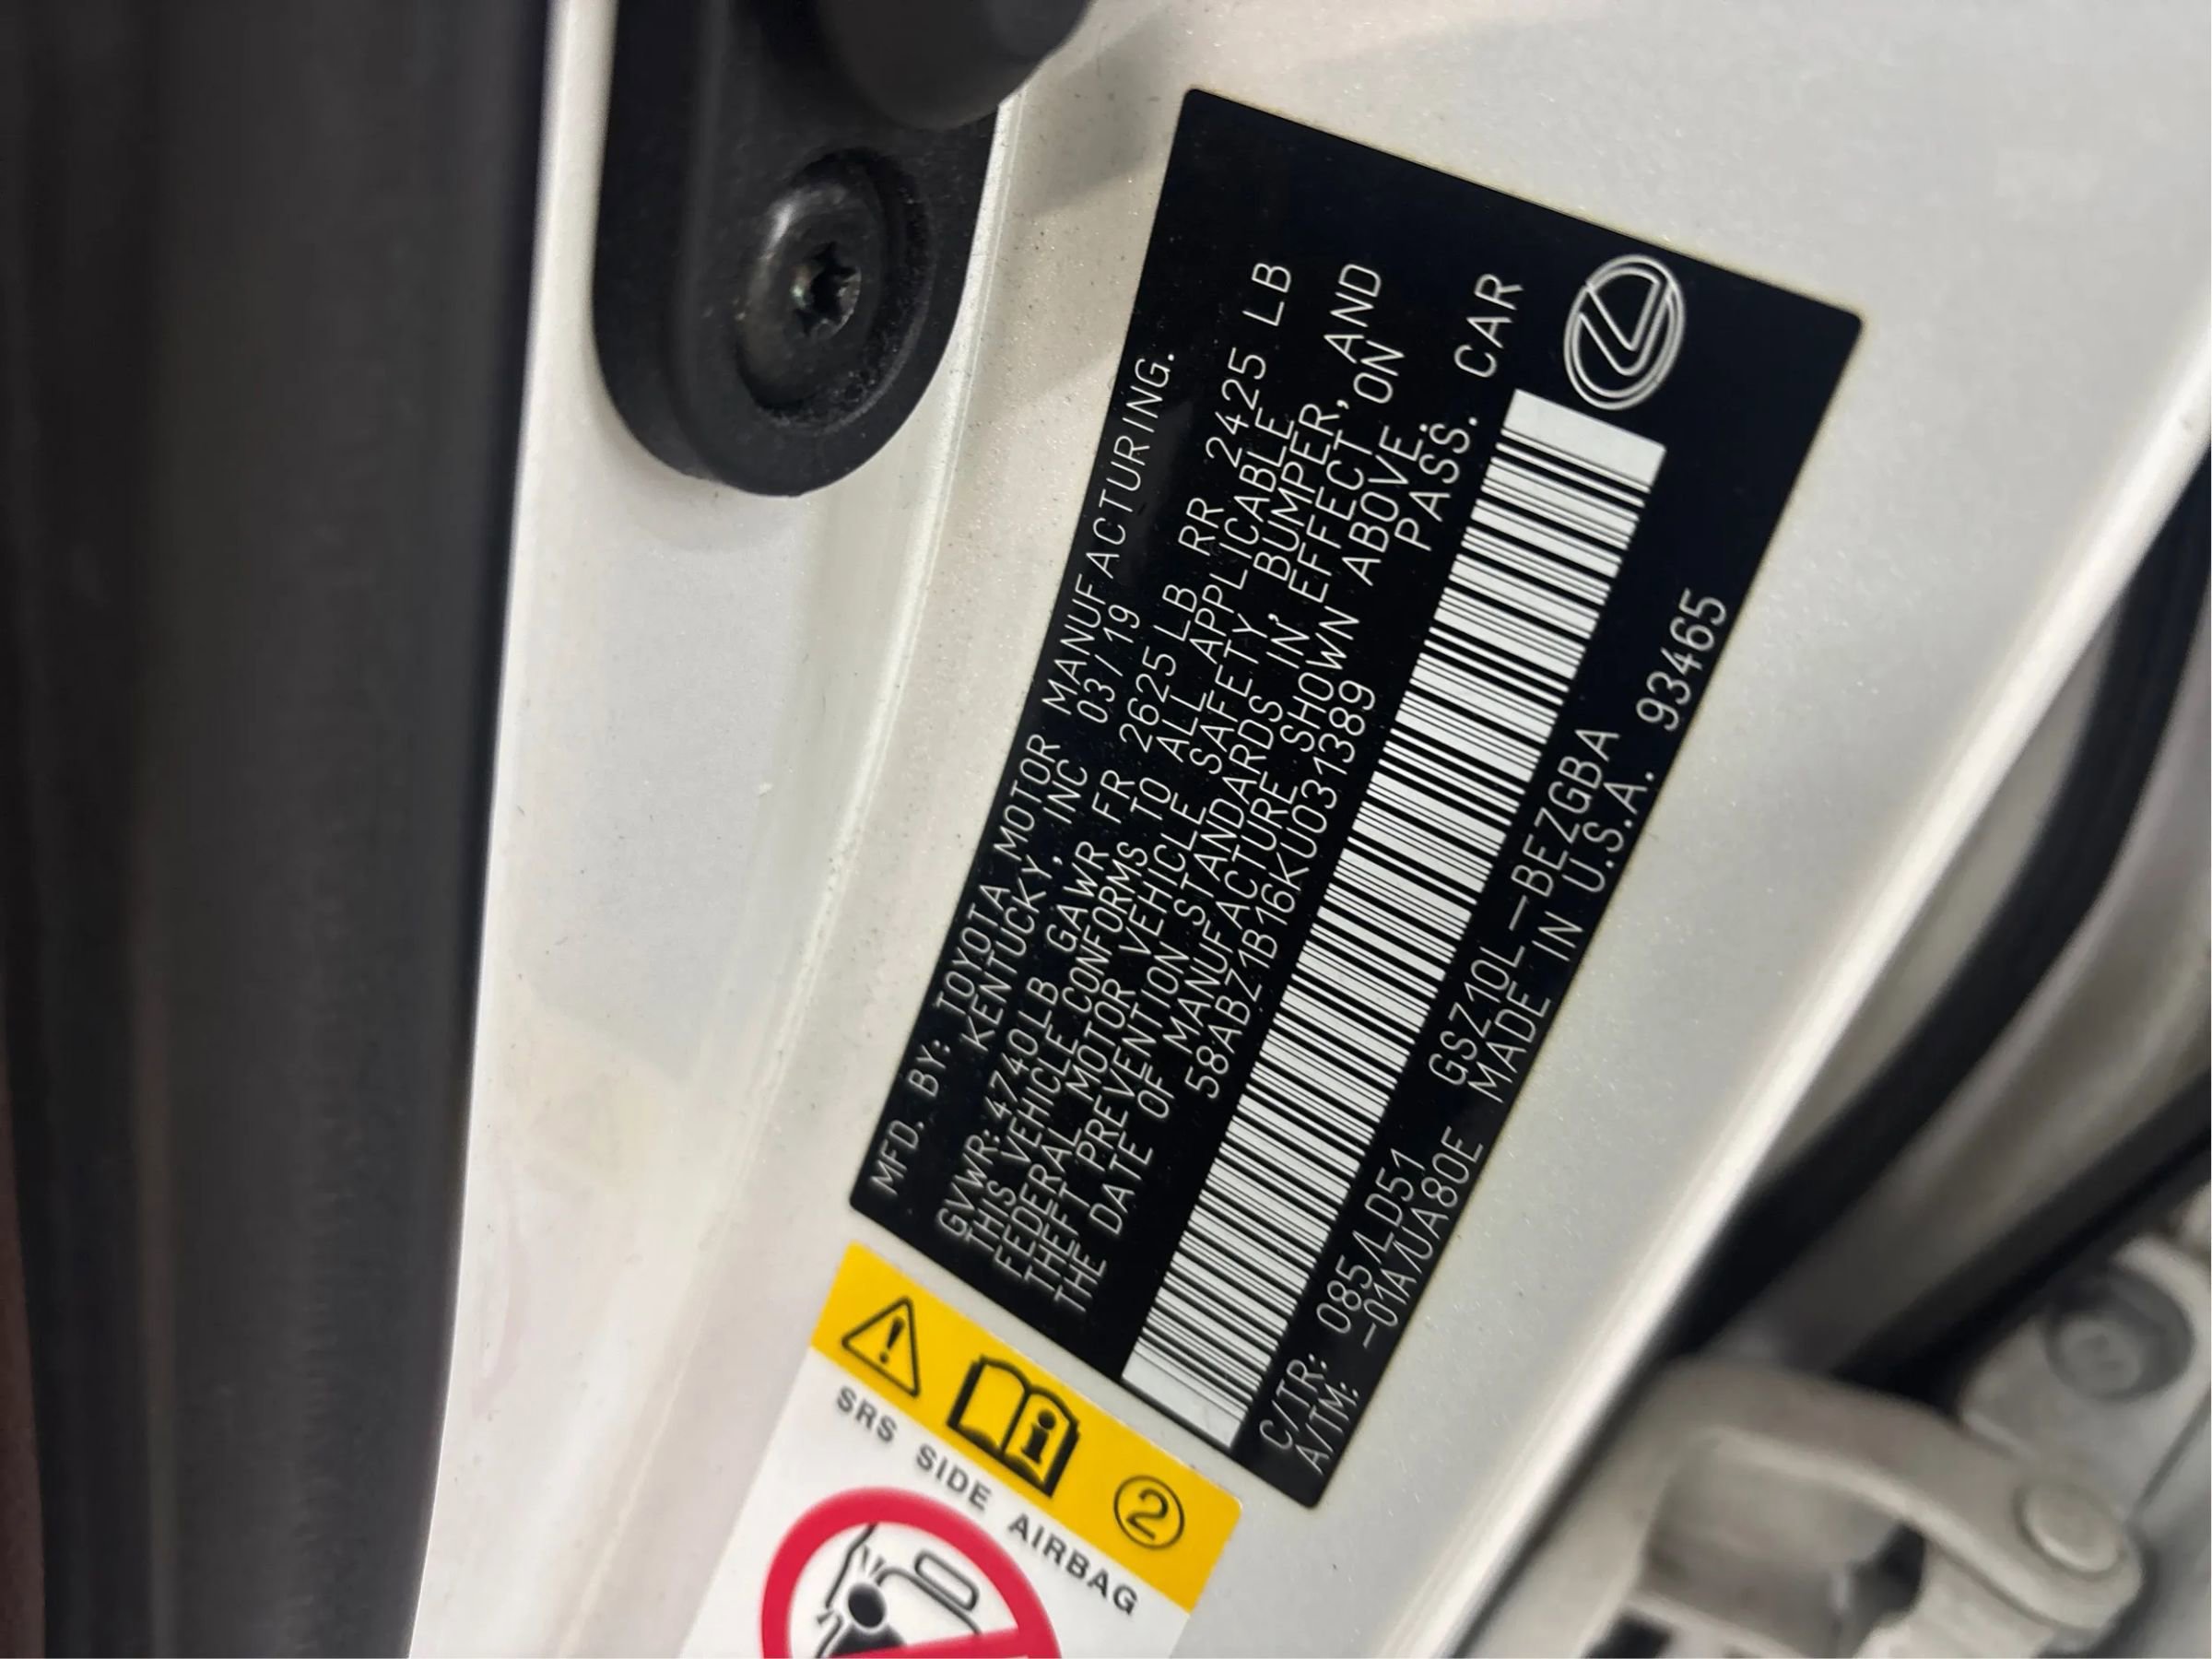 MFD. BY: TOYOTA MOTOR MANUFACTURING.
KENTUCKY, INC 03/19
GVWR: 4740LB GAWR FR 2625 LB RR 2425 LB
THIS VEHICLE CONFORMS TO ALL APPLICABLE
FEDERAL MOTOR VEHICLE SAFETY, BUMPER, AND
THEFT PREVENTION STANDARDS IN EFFECT ON
THE DATE OF MANUFACTURE SHOWN ABOVE.
58ABZ1B16KU031389 PASS. CAR
C/TR: 085/LD51 GSZ10L-BEZGBA
A/TM: -01A/UA80E MADE IN U.S.A. 93465
2
SRS SIDE AIRBAG